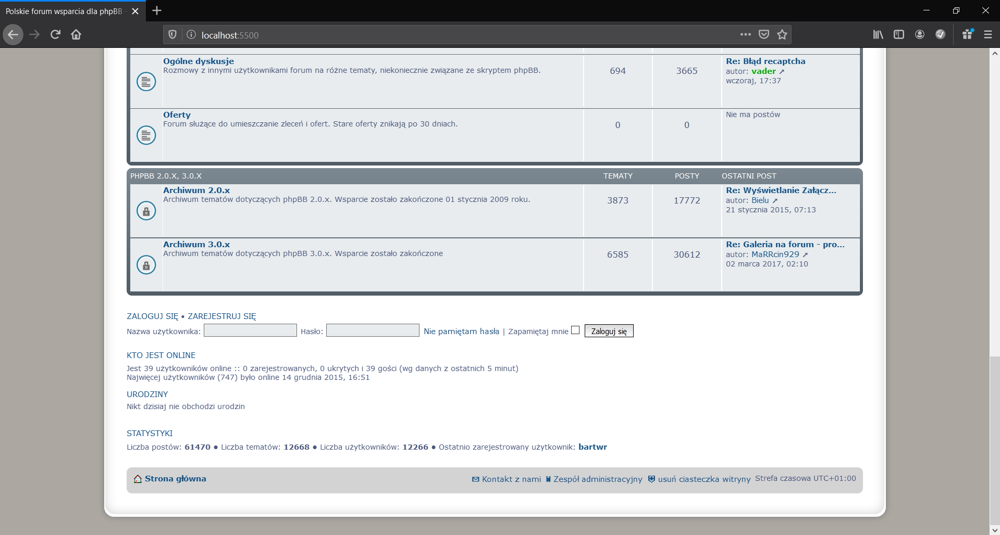 Polskie forum wsparcia dla phpBB -
localhost:5500
Ogólne dyskusje
Rozmowy z innymi użytkownikami forum na różne tematy, niekoniecznie związane ze skryptem phpBB.
694
3665
Re: Błąd recaptcha
autor: vader ↗
wczoraj, 17:37
Oferty
Forum służące do umieszczanie zleceń i ofert. Stare oferty znikają po 30 dniach.
0
0
Nie ma postów
PHPBB 2.0.X, 3.0.X TEMATY POSTY OSTATNI POST
Archiwum 2.0.x
Archiwum tematów dotyczących phpBB 2.0.x. Wsparcie zostało zakończone 01 stycznia 2009 roku.
3873
17772
Re: Wyświetlanie Załącz...
autor: Bielu ↗
21 stycznia 2015, 07:13
Archiwum 3.0.x
Archiwum tematów dotyczących phpBB 3.0.x. Wsparcie zostało zakończone
6585
30612
Re: Galeria na forum - pro...
autor: MaRRcin929 ↗
02 marca 2017, 02:10
ZALOGUJ SIĘ • ZAREJESTRUJ SIĘ
Nazwa użytkownika: Hasło: Nie pamiętam hasła | Zapamiętaj mnie Zaloguj się
KTO JEST ONLINE
Jest 39 użytkowników online :: 0 zarejestrowanych, 0 ukrytych i 39 gości (wg danych z ostatnich 5 minut)
Najwięcej użytkowników (747) było online 14 grudnia 2015, 16:51
URODZINY
Nikt dzisiaj nie obchodzi urodzin
STATYSTYKI
Liczba postów: 61470 ● Liczba tematów: 12668 ● Liczba użytkowników: 12266 ● Ostatnio zarejestrowany użytkownik: bartwr
Strona główna Kontakt z nami Zespół administracyjny usuń ciasteczka witryny Strefa czasowa UTC+01:00